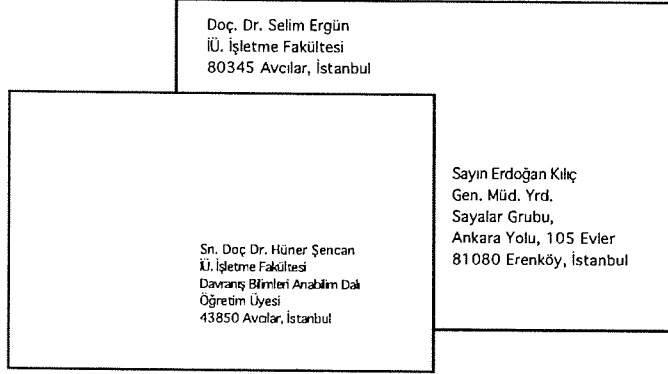 Doç. Dr. Selim Ergün
İÜ. İşletme Fakültesi
80345 Avcılar, İstanbul
Sayın Erdoğan Kılıç
Gen. Müd. Yrd.
Sayalar Grubu,
Ankara Yolu, 105 Evler
81080 Erenköy, İstanbul
Sn. Doç Dr. Hüner Şencan
İÜ. İşletme Fakültesi
Davranış Bilimleri Anabilim Dalı
Öğretim Üyesi
43850 Avcılar, İstanbul